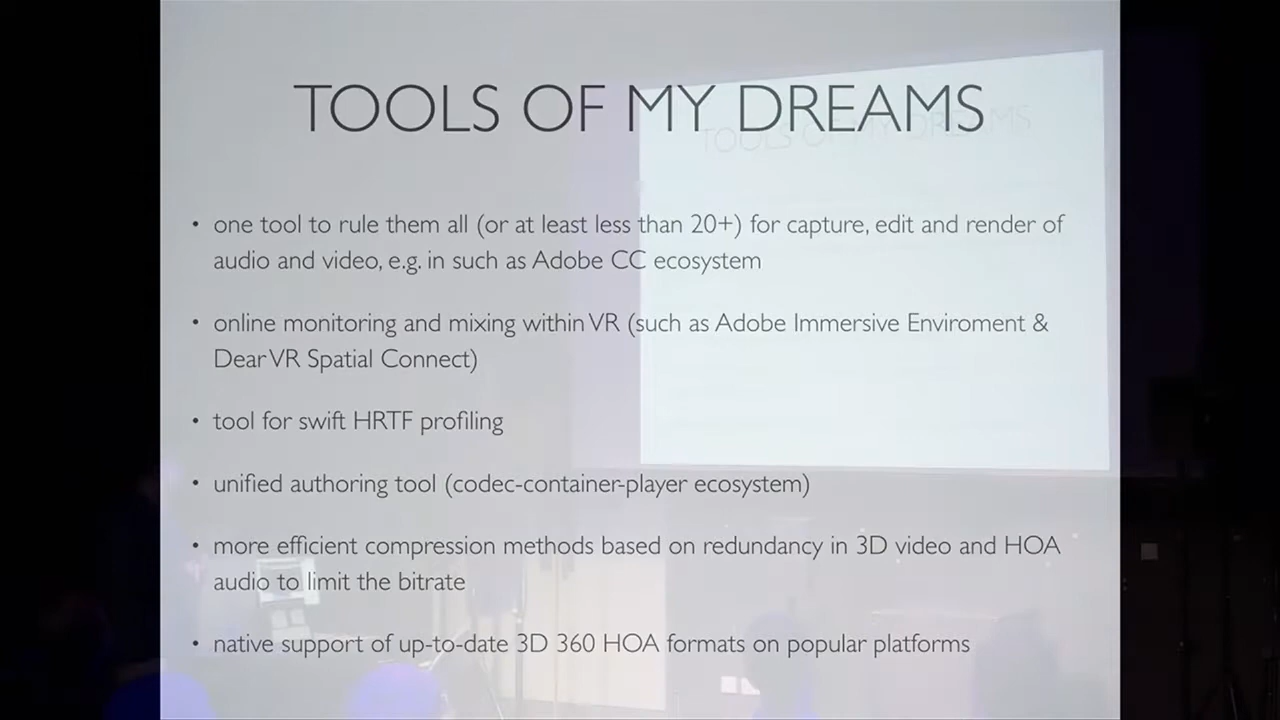 TOOLS OF MY DREAMS
• one tool to rule them all (or at least less than 20+) for capture, edit and render of
audio and video, e.g. in such as Adobe CC ecosystem
• online monitoring and mixing within VR (such as Adobe Immersive Enviroment &
Dear VR Spatial Connect)
• tool for swift HRTF profiling
• unified authoring tool (codec-container-player ecosystem)
• more efficient compression methods based on redundancy in 3D video and HOA
audio to limit the bitrate
• native support of up-to-date 3D 360 HOA formats on popular platforms
TOOLS OF MY DREAMS